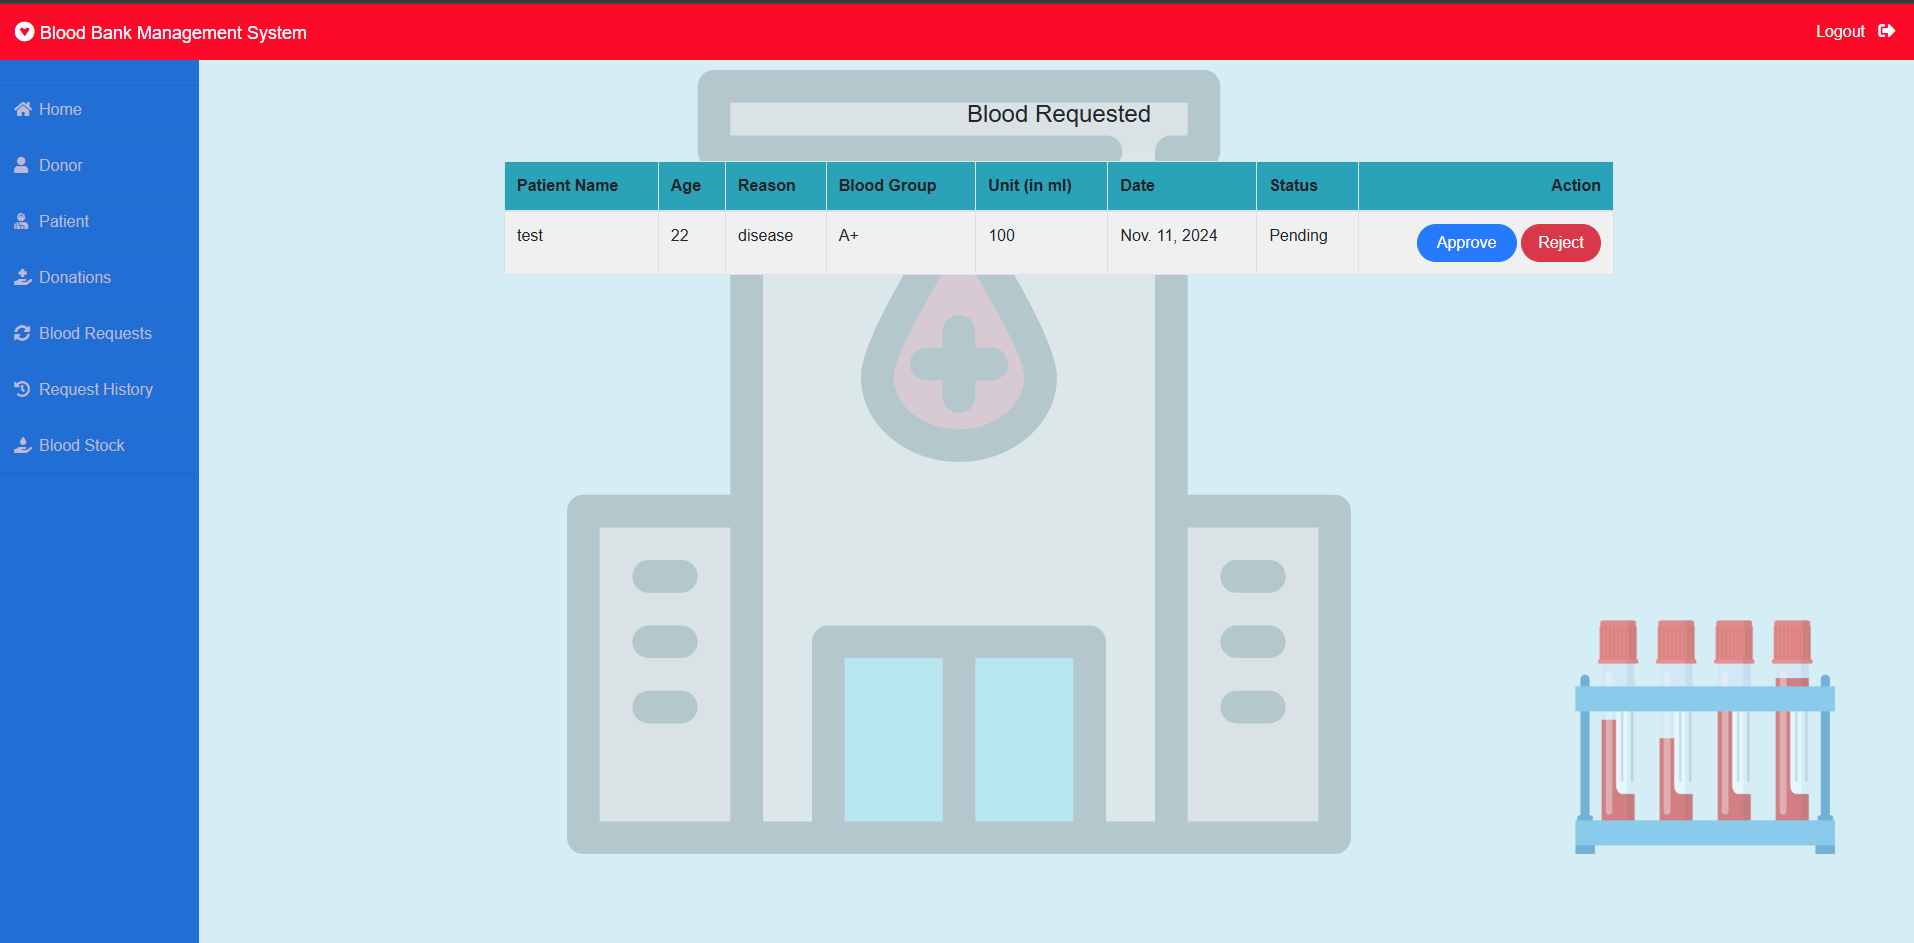 Blood Bank Management System
Logout
Home
Donor
Patient
Donations
Blood Requests
Request History
Blood Stock
Blood Requested
Patient Name Age Reason Blood Group Unit (in ml) Date Status Action
test 22 disease A+ 100 Nov. 11, 2024 Pending Approve Reject